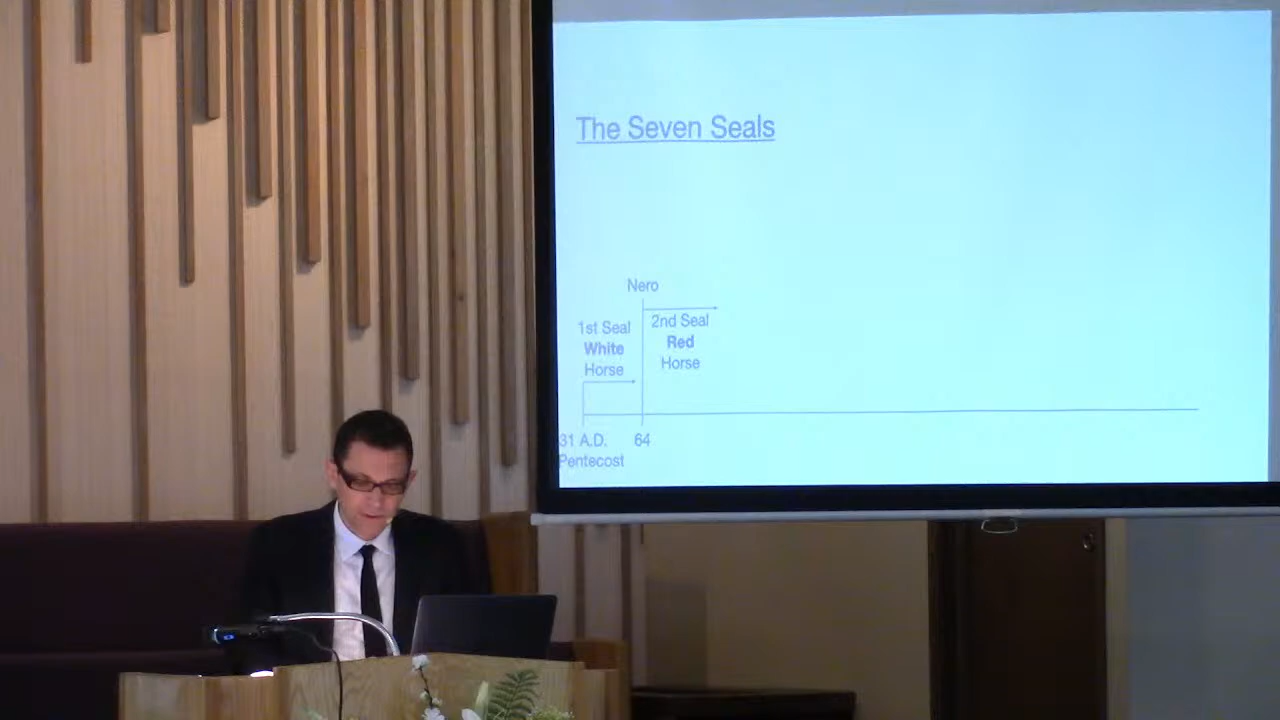 The Seven Seals
Nero
1st Seal
White
Horse
2nd Seal
Red
Horse
31 A.D.
Pentecost
64